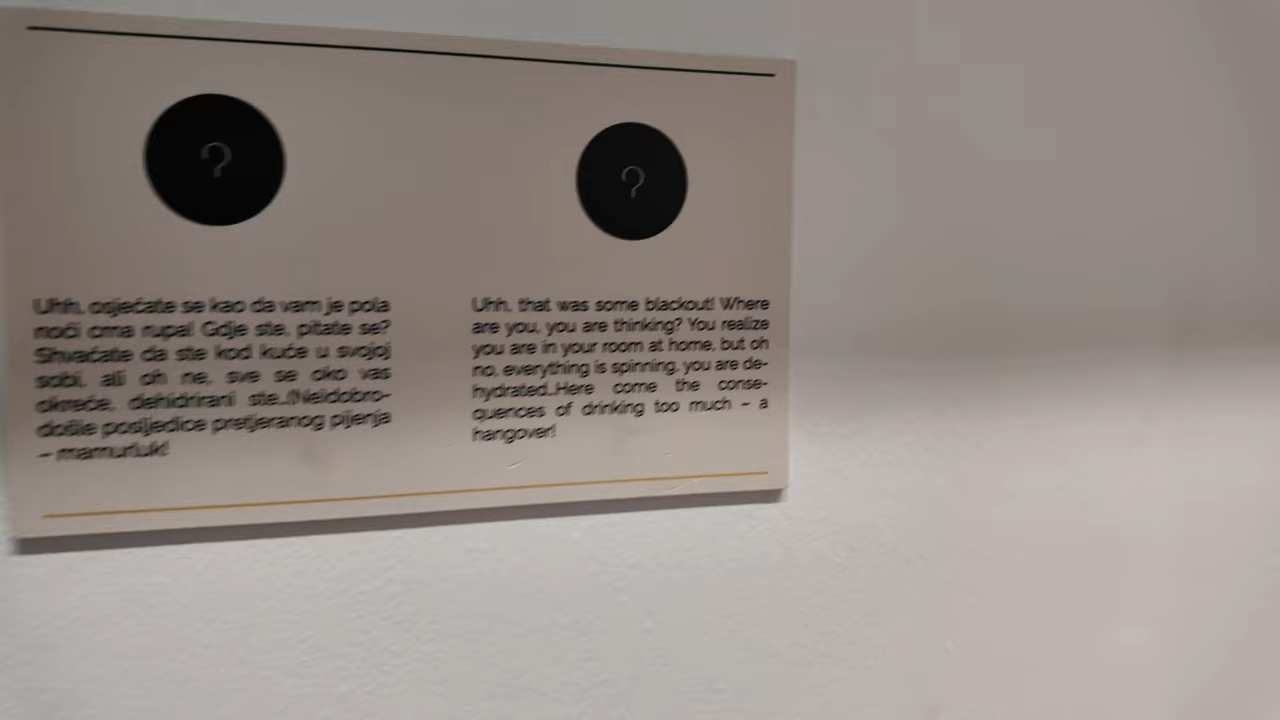 ?
Uhh, osjećate se kao da vam je pola
noći crna rupa! Gdje ste, pitate se?
Shvaćate da ste kod kuće u svojoj
sobi, ali oh ne, sve se oko vas
okreće, dehidrirani ste...(Ne)dobro-
došle posljedice pretjeranog pijenja
– mamurluk!
?
Uhh, that was some blackout! Where
are you, you are thinking? You realize
you are in your room at home, but oh
no, everything is spinning, you are de-
hydrated...Here come the conse-
quences of drinking too much – a
hangover!